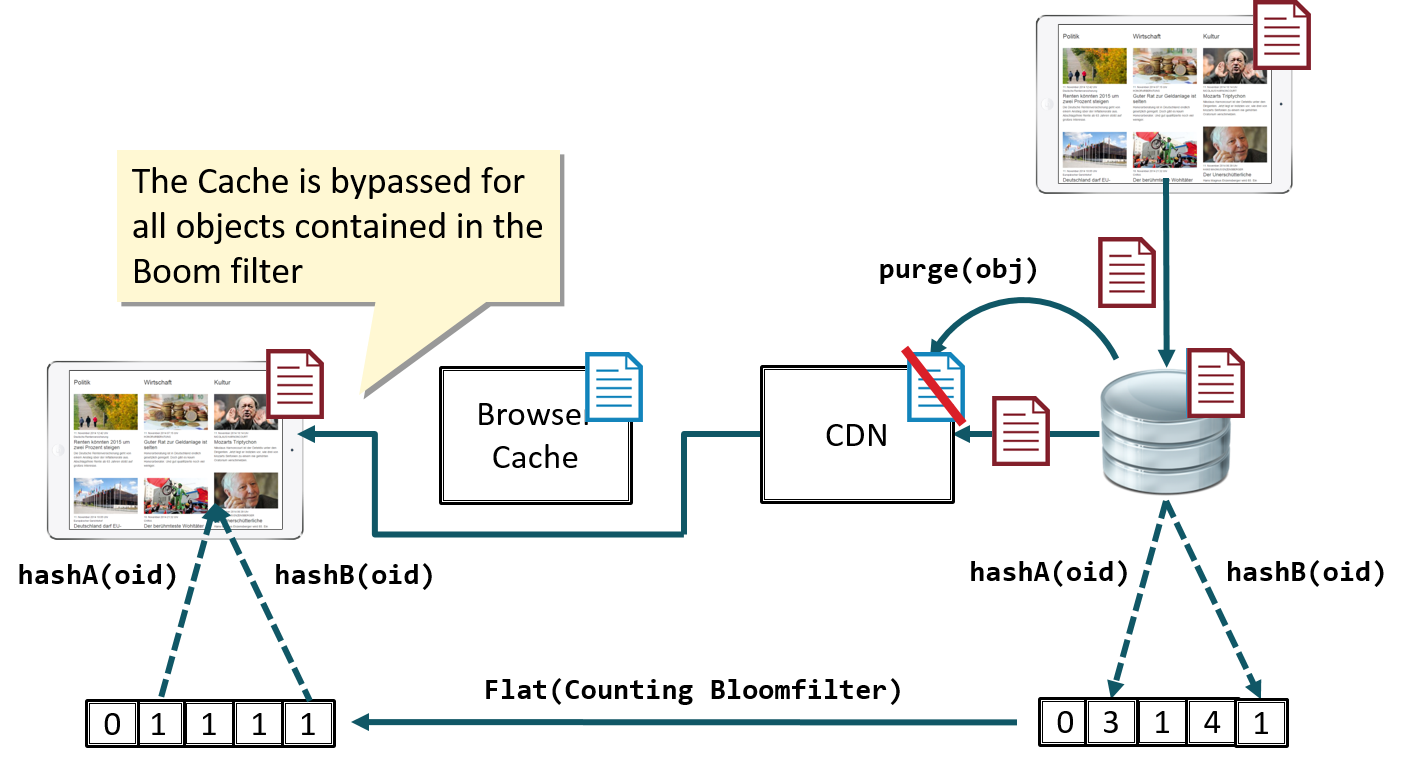 Politik Wirtschaft Kultur
Renten könnten 2015 um zwei Prozent steigen
Guter Rat zur Geldanlage ist selten
Mozarts Triptychon
Deutschland darf EU-
Der berühmteste Wohltäter
Der Unerschütterliche
The Cache is bypassed for
all objects contained in the
Boom filter
purge(obj)
Politik Wirtschaft Kultur
Renten könnten 2015 um zwei Prozent steigen
Guter Rat zur Geldanlage ist selten
Mozarts Triptychon
Deutschland darf EU-
Der berühmteste Wohltäter
Unerschütterliche
Browser
Cache
CDN
hashA(oid) hashB(oid)
hashA(oid) hashB(oid)
Flat(Counting Bloomfilter)
0 1 1 1 1
0 3 1 4 1